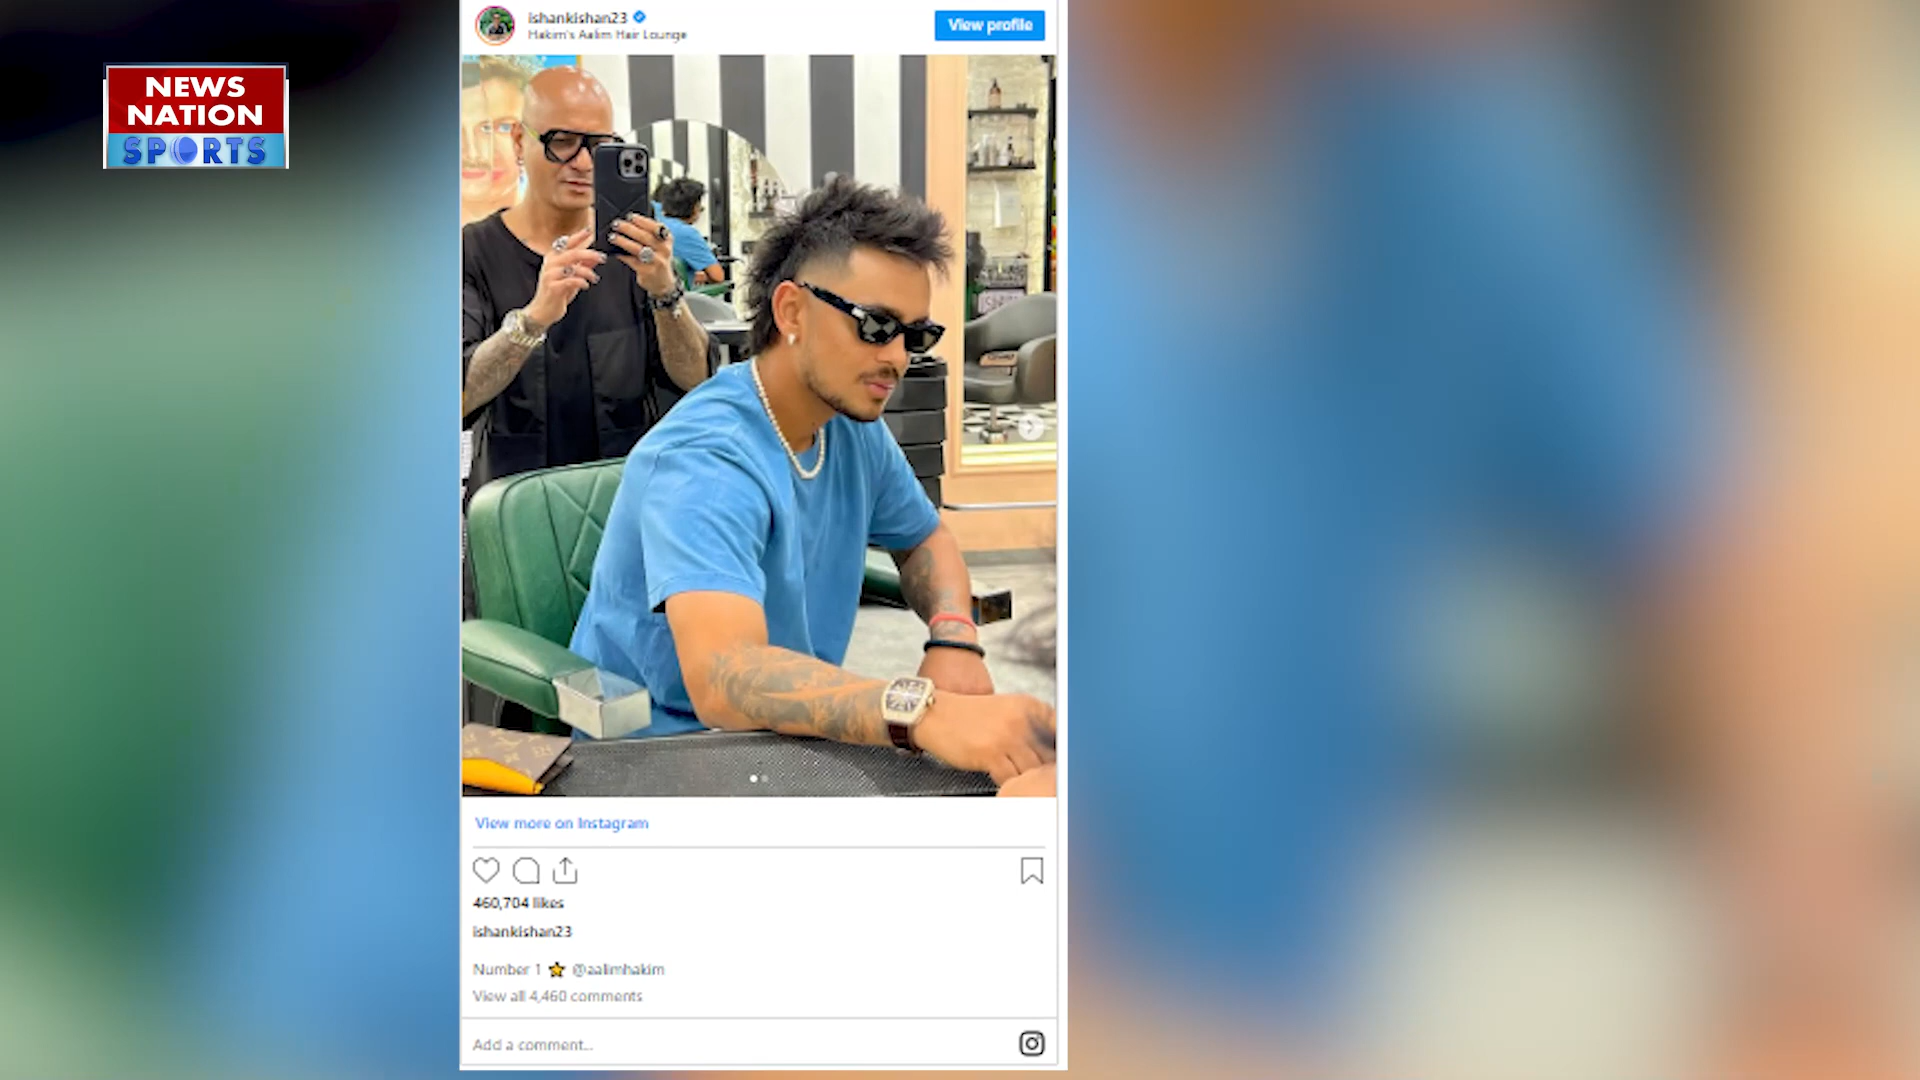 NEWS
NATION
SPORTS
ishankishan23
Hakim's Aalim Hair Lounge
View profile
View more on Instagram
460,704 likes
ishankishan23
Number 1 ⭐ @aalimhakim
View all 4,460 comments
Add a comment...